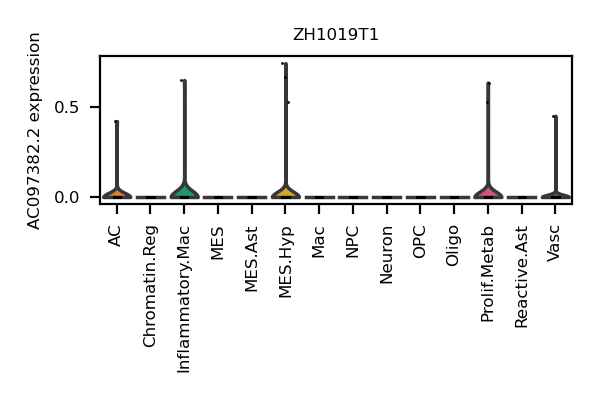 ZH1019T1
AC097382.2 expression
0.5
0.0
AC
Chromatin.Reg
Inflammatory.Mac
MES
MES.Ast
MES.Hyp
Mac
NPC
Neuron
OPC
Oligo
Prolif.Metab
Reactive.Ast
Vasc